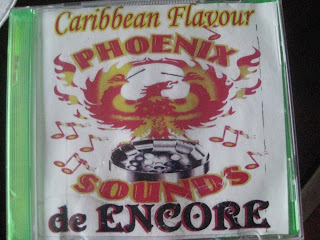 Caribbean Flavour
PHOENIX
SOUNDS
de ENCORE